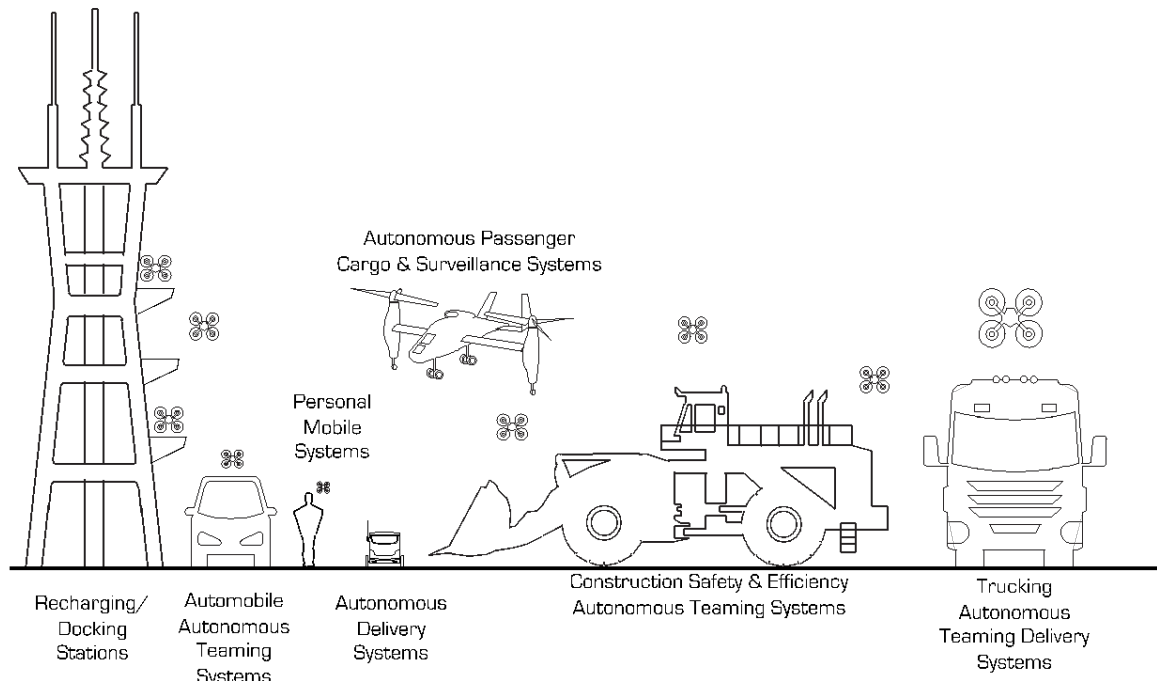 Autonomous Passenger
Cargo & Surveillance Systems
Personal
Mobile
Systems
Recharging/
Docking
Stations
Automobile
Autonomous
Teaming
Systems
Autonomous
Delivery
Systems
Construction Safety & Efficiency
Autonomous Teaming Systems
Trucking
Autonomous
Teaming Delivery
Systems